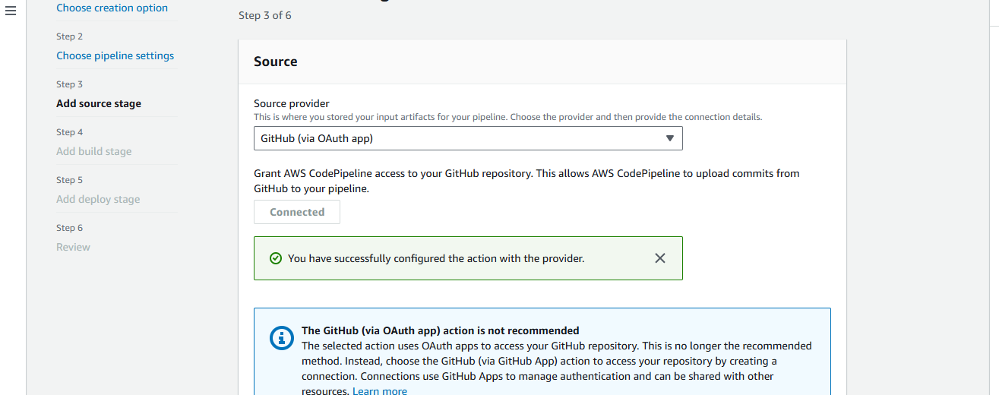 Choose creation option
Step 3 of 6
Step 2
Choose pipeline settings
Step 3
Add source stage
Step 4
Add build stage
Step 5
Add deploy stage
Step 6
Review
Source
Source provider
This is where you stored your input artifacts for your pipeline. Choose the provider and then provide the connection details.
GitHub (via OAuth app)
Grant AWS CodePipeline access to your GitHub repository. This allows AWS CodePipeline to upload commits from
GitHub to your pipeline.
Connected
You have successfully configured the action with the provider.
The GitHub (via OAuth app) action is not recommended
The selected action uses OAuth apps to access your GitHub repository. This is no longer the recommended
method. Instead, choose the GitHub (via GitHub App) action to access your repository by creating a
connection. Connections use GitHub Apps to manage authentication and can be shared with other
resources. Learn more